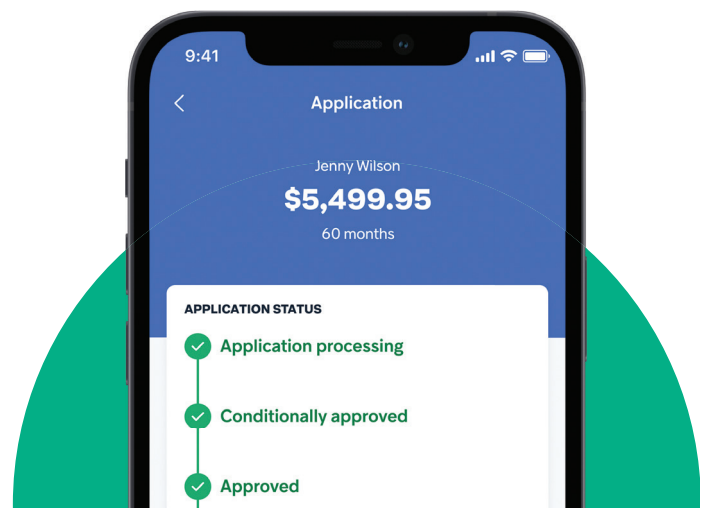 9:41
Application
Jenny Wilson
$5,499.95
60 months
APPLICATION STATUS
Application processing
Conditionally approved
Approved